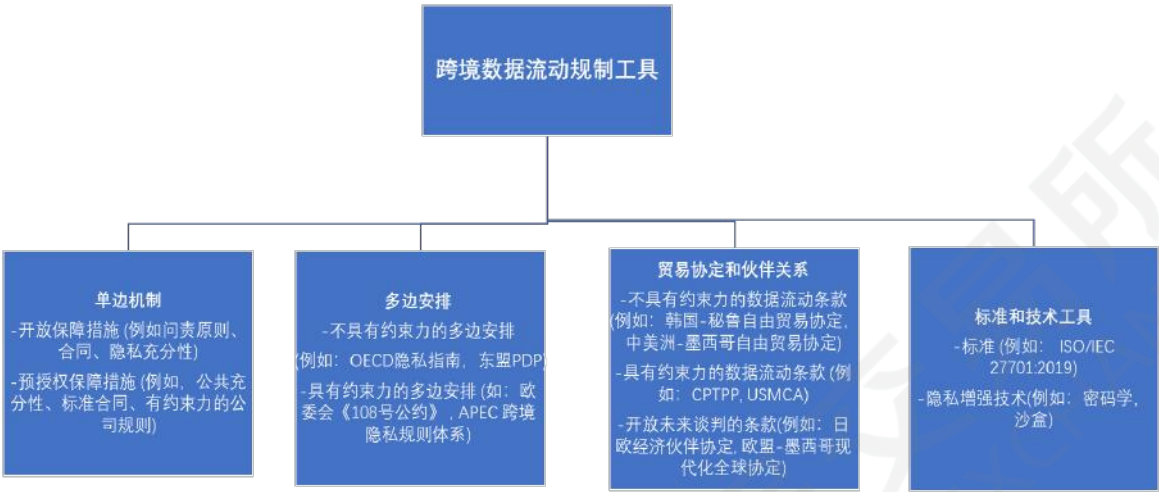 跨境数据流动规制工具
单边机制
-开放保障措施 (例如问责原则、
合同、隐私充分性)
-预授权保障措施 (例如，公共充
分性、标准合同、有约束力的公
司规则)
多边安排
-不具有约束力的多边安排
(例如：OECD隐私指南，东盟PDP)
-具有约束力的多边安排 (如：欧
委会《108号公约》, APEC 跨境
隐私规则体系)
贸易协定和伙伴关系
-不具有约束力的数据流动条款
(例如：韩国-秘鲁自由贸易协定,
中美洲-墨西哥自由贸易协定)
-具有约束力的数据流动条款 (例
如：CPTPP, USMCA)
-开放未来谈判的条款(例如：日
欧经济伙伴协定, 欧盟-墨西哥现
代化全球协定)
标准和技术工具
-标准 (例如： ISO/IEC
27701:2019)
-隐私增强技术(例如：密码学,
沙盒)
易所